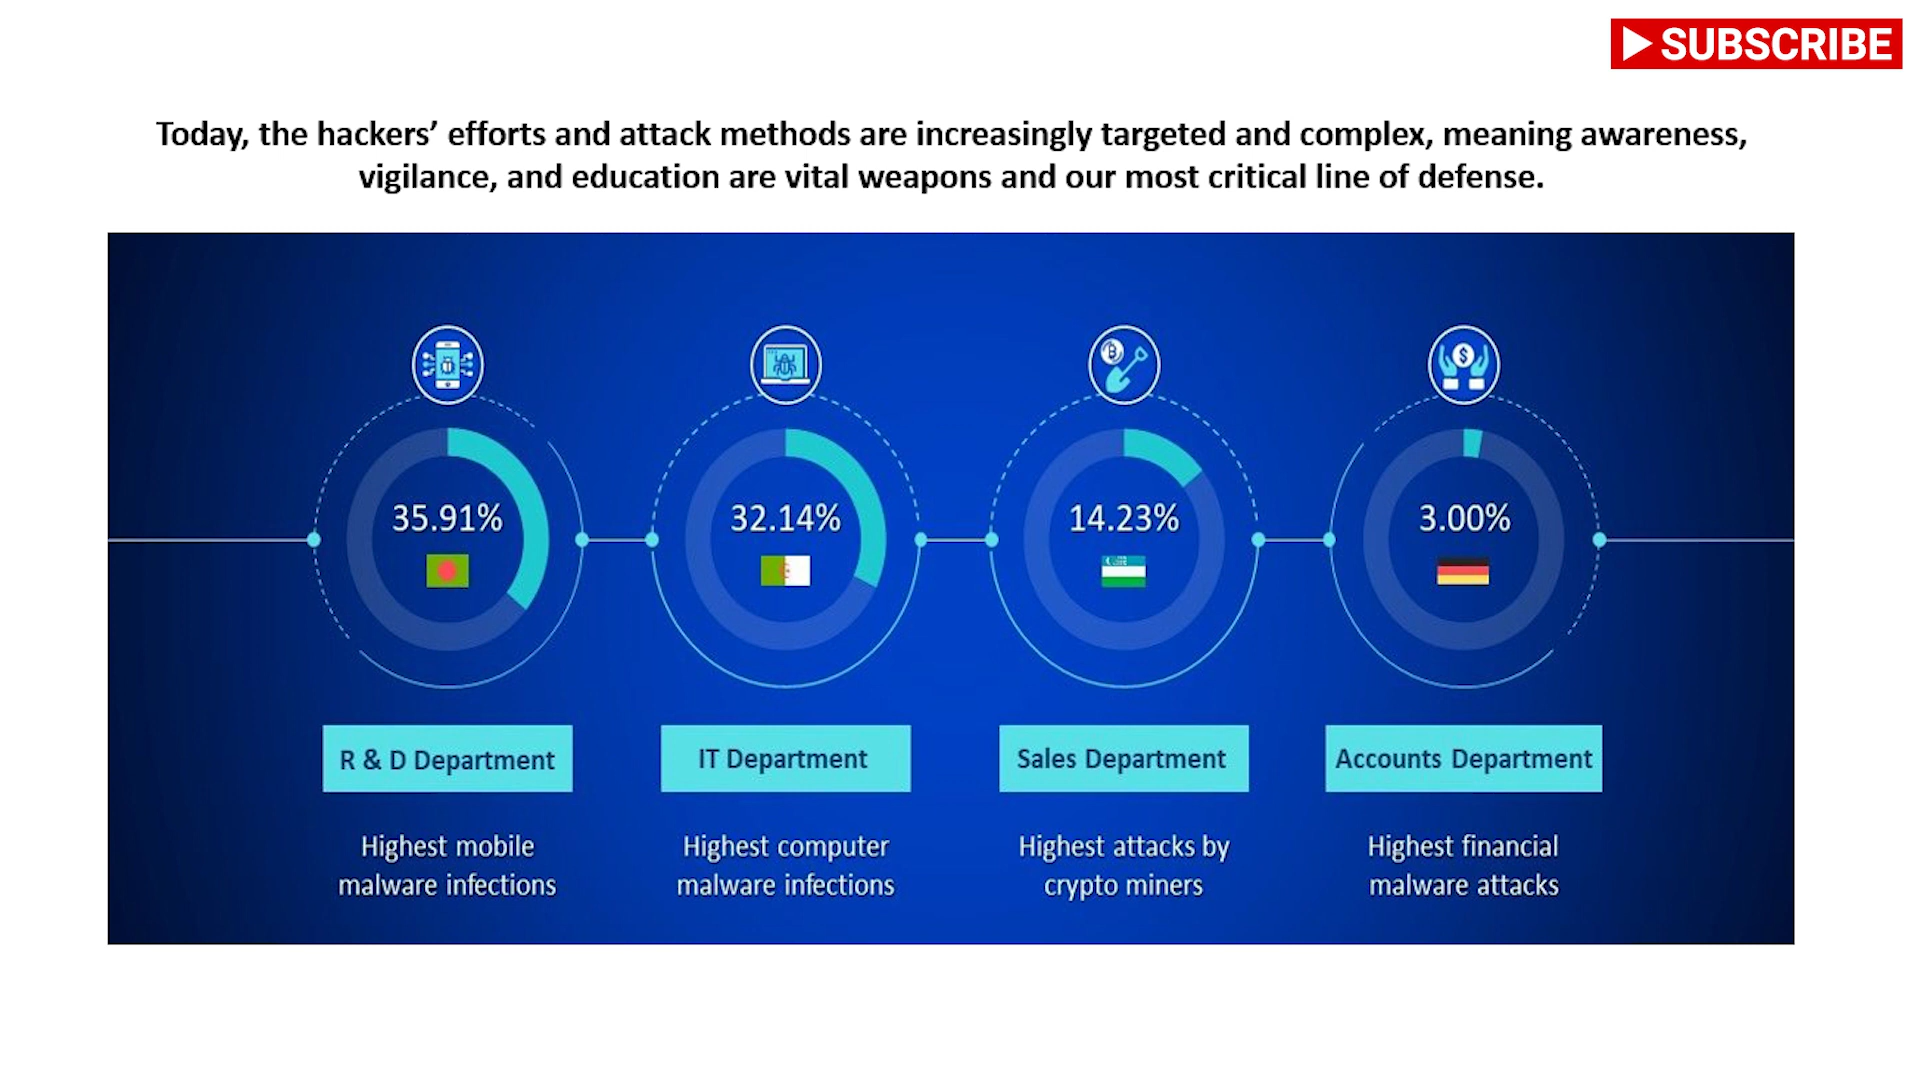 SUBSCRIBE
Today, the hackers’ efforts and attack methods are increasingly targeted and complex, meaning awareness,
vigilance, and education are vital weapons and our most critical line of defense.
35.91%
32.14%
14.23%
3.00%
R & D Department
IT Department
Sales Department
Accounts Department
Highest mobile
malware infections
Highest computer
malware infections
Highest attacks by
crypto miners
Highest financial
malware attacks